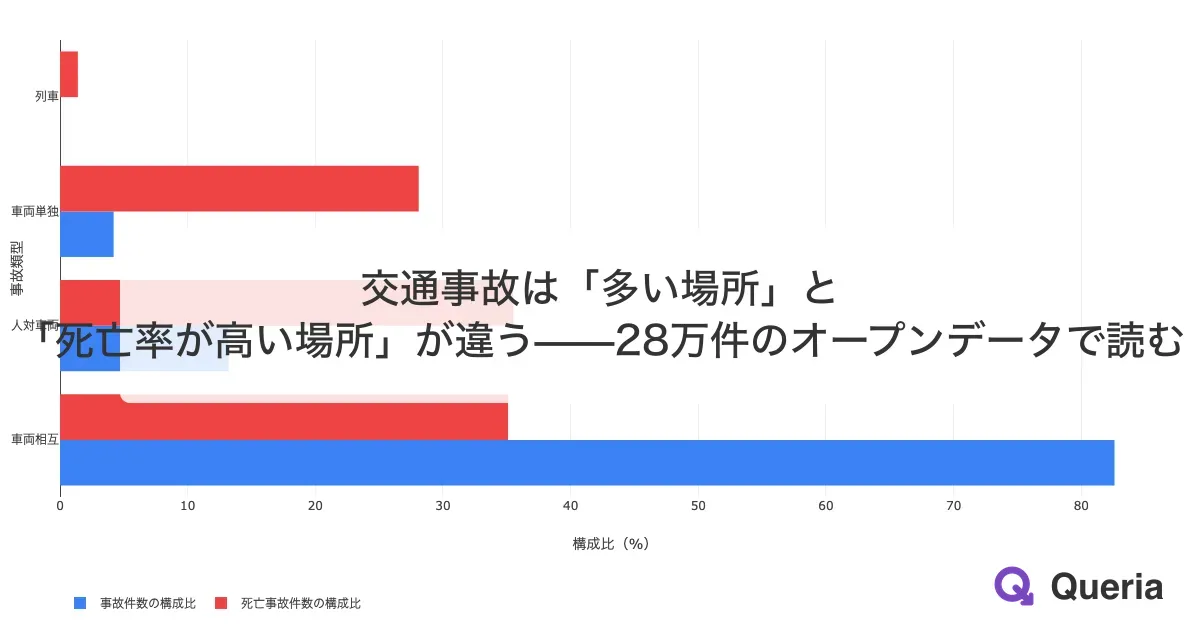 列車
車両単独
人対車両
車両相互
事故類型
交通事故は「多い場所」と
「死亡率が高い場所」が違う——28万件のオープンデータで読む
0 10 20 30 40 50 60 70 80
構成比（%）
事故件数の構成比 死亡事故件数の構成比
Queria